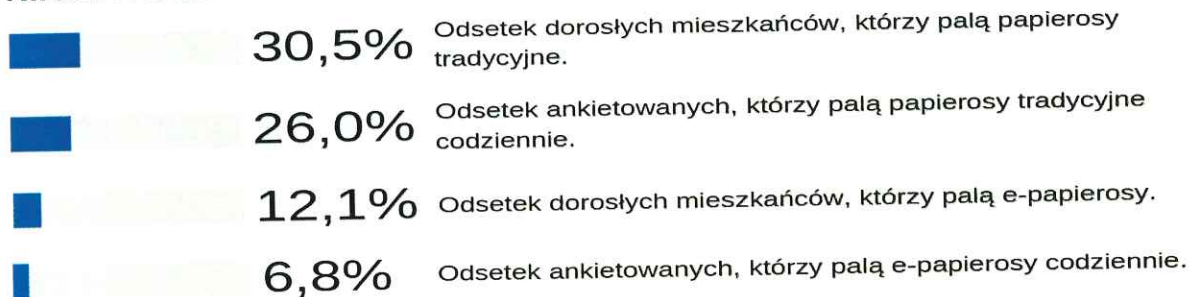 30,5%
Odsetek dorosłych mieszkańców, którzy palą papierosy
tradycyjne.
26,0%
Odsetek ankietowanych, którzy palą papierosy tradycyjne
codziennie.
12,1%
Odsetek dorosłych mieszkańców, którzy palą e-papierosy.
6,8%
Odsetek ankietowanych, którzy palą e-papierosy codziennie.